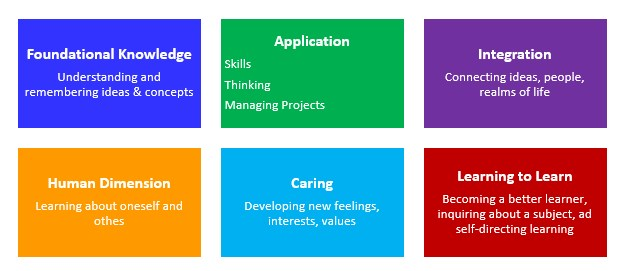 Foundational Knowledge
Understanding and
remembering ideas & concepts
Application
Skills
Thinking
Managing Projects
Integration
Connecting ideas, people,
realms of life
Human Dimension
Learning about oneself and
othes
Caring
Developing new feelings,
interests, values
Learning to Learn
Becoming a better learner,
inquiring about a subject, ad
self-directing learning